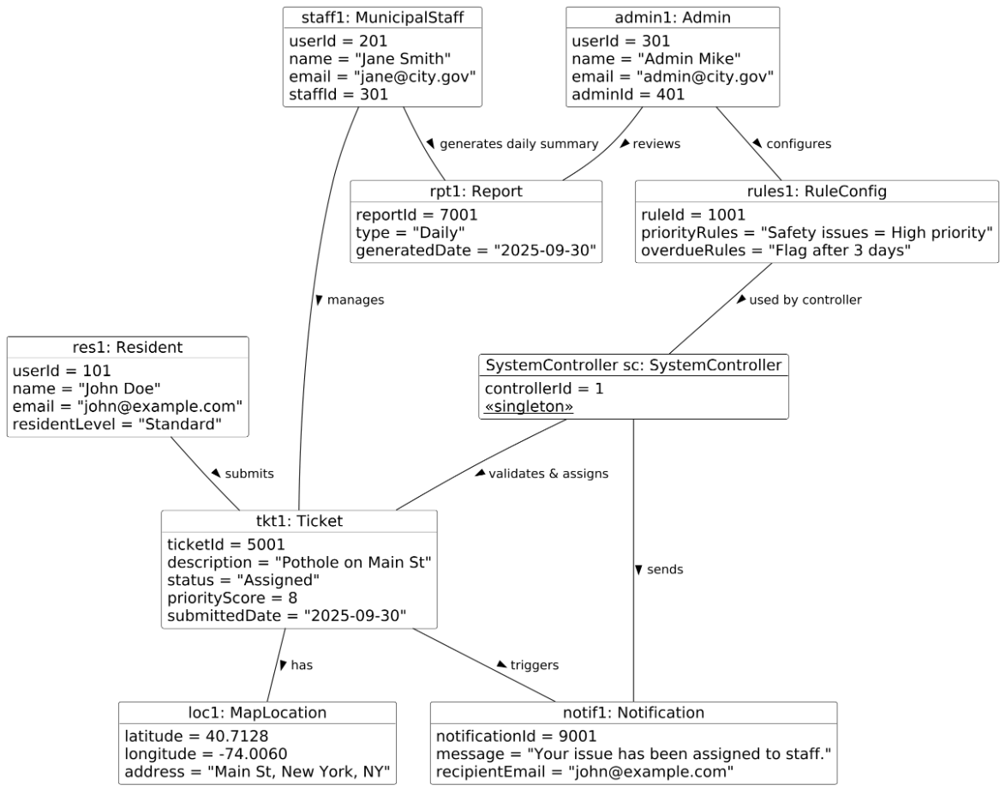 staff1: MunicipalStaff
userId = 201
name = "Jane Smith"
email = "jane@city.gov"
staffId = 301
admin1: Admin
userId = 301
name = "Admin Mike"
email = "admin@city.gov"
adminId = 401
generates daily summary
reviews
configures
rpt1: Report
reportId = 7001
type = "Daily"
generatedDate = "2025-09-30"
rules1: RuleConfig
ruleId = 1001
priorityRules = "Safety issues = High priority"
overdueRules = "Flag after 3 days"
manages
used by controller
res1: Resident
userId = 101
name = "John Doe"
email = "john@example.com"
residentLevel = "Standard"
SystemController sc: SystemController
controllerId = 1
«singleton»
submits
validates & assigns
tkt1: Ticket
ticketId = 5001
description = "Pothole on Main St"
status = "Assigned"
priorityScore = 8
submittedDate = "2025-09-30"
sends
has
triggers
loc1: MapLocation
latitude = 40.7128
longitude = -74.0060
address = "Main St, New York, NY"
notif1: Notification
notificationId = 9001
message = "Your issue has been assigned to staff."
recipientEmail = "john@example.com"